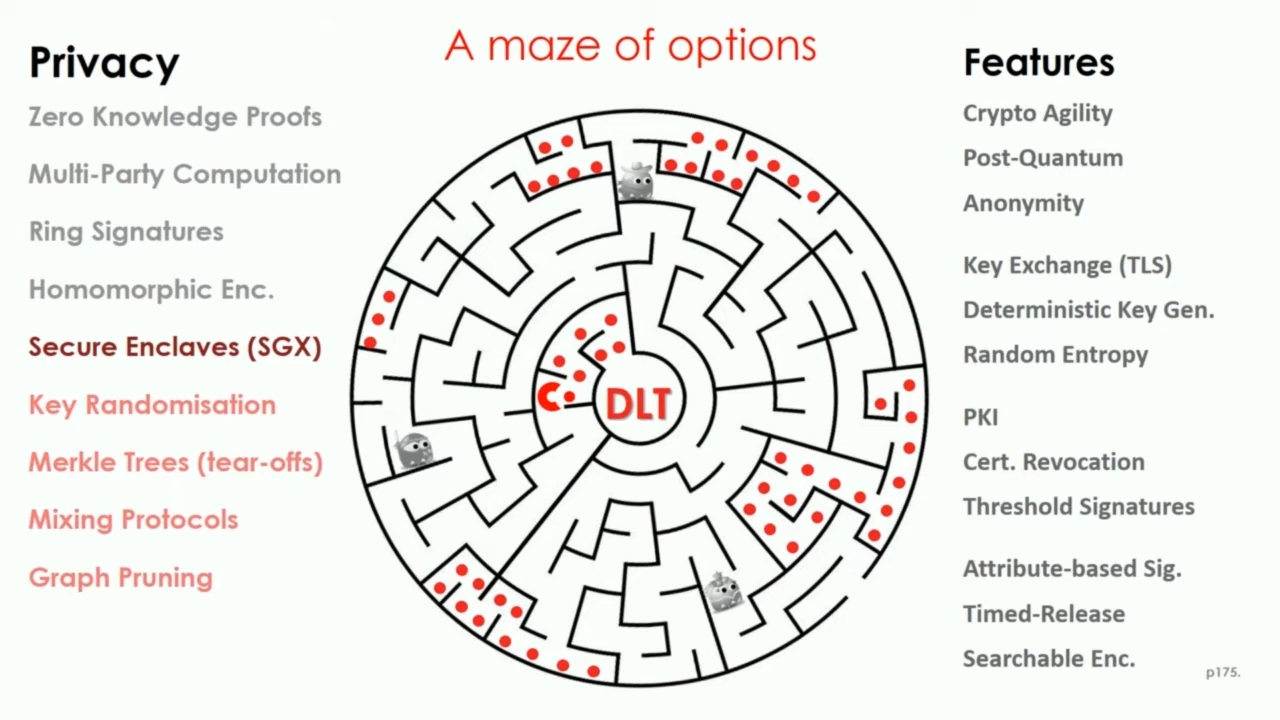 A maze of options
Privacy
Zero Knowledge Proofs
Multi-Party Computation
Ring Signatures
Homomorphic Enc.
Secure Enclaves (SGX)
Key Randomisation
Merkle Trees (tear-offs)
Mixing Protocols
Graph Pruning
DLT
Features
Crypto Agility
Post-Quantum
Anonymity
Key Exchange (TLS)
Deterministic Key Gen.
Random Entropy
PKI
Cert. Revocation
Threshold Signatures
Attribute-based Sig.
Timed-Release
Searchable Enc.
p175.